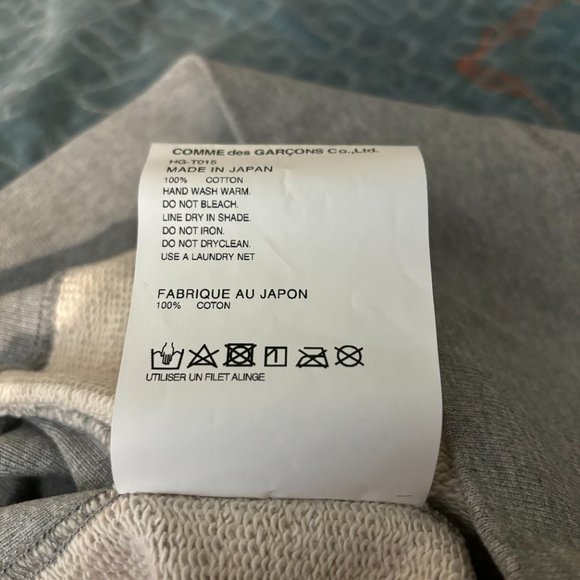 COMME des GARÇONS Co.,Ltd.
HG-T015
MADE IN JAPAN
100% COTTON
HAND WASH WARM.
DO NOT BLEACH.
LINE DRY IN SHADE.
DO NOT IRON.
DO NOT DRYCLEAN.
USE A LAUNDRY NET
FABRIQUE AU JAPON
100% COTON
UTILISER UN FILET ALINGE